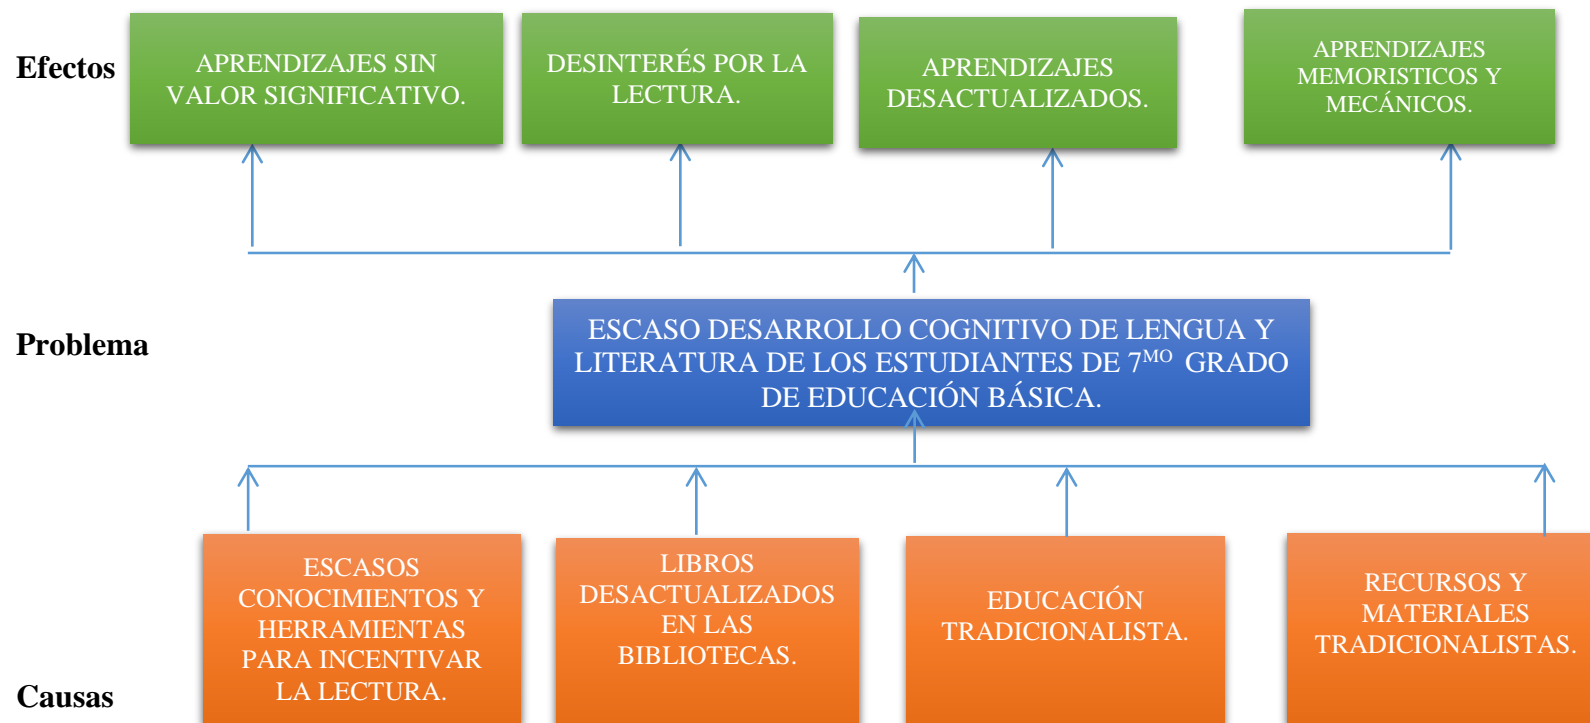 Efectos
APRENDIZAJES SIN
VALOR SIGNIFICATIVO.
DESINTERÉS POR LA
LECTURA.
APRENDIZAJES
DESACTUALIZADOS.
APRENDIZAJES
MEMORISTICOS Y
MECÁNICOS.
Problema
ESCASO DESARROLLO COGNITIVO DE LENGUA Y
LITERATURA DE LOS ESTUDIANTES DE 7MO GRADO
DE EDUCACIÓN BÁSICA.
Causas
ESCASOS
CONOCIMIENTOS Y
HERRAMIENTAS
PARA INCENTIVAR
LA LECTURA.
LIBROS
DESACTUALIZADOS
EN LAS
BIBLIOTECAS.
EDUCACIÓN
TRADICIONALISTA.
RECURSOS Y
MATERIALES
TRADICIONALISTAS.